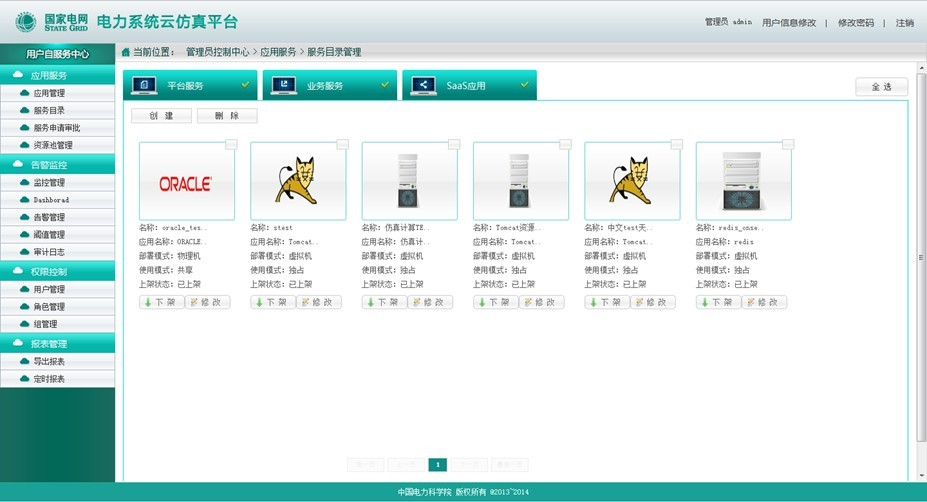 国家电网
STATE GRID
电力系统云仿真平台
管理员 admin 用户信息修改 | 修改密码 | 注销
用户自服务中心
当前位置： 管理员控制中心 > 应用服务 > 服务目录管理
应用服务
应用管理
服务目录
服务申请审批
资源池管理
告警监控
监控管理
Dashborad
告警管理
阈值管理
审计日志
权限控制
用户管理
角色管理
组管理
报表管理
导出报表
定时报表
平台服务
业务服务
SaaS应用
全 选
创 建
删 除
ORACLE
名称：oracle_tes..
应用名称：ORACLE..
部署模式：物理机
使用模式：共享
上架状态：已上架
下 架 修 改
名称：stest
应用名称：Tomcat..
部署模式：虚拟机
使用模式：独占
上架状态：已上架
下 架 修 改
名称：仿真计算TE..
应用名称：仿真计..
部署模式：虚拟机
使用模式：独占
上架状态：已上架
下 架 修 改
名称：Tomcat资源..
应用名称：Tomcat..
部署模式：虚拟机
使用模式：独占
上架状态：已上架
下 架 修 改
名称：中文test天..
应用名称：Tomcat..
部署模式：虚拟机
使用模式：独占
上架状态：已上架
下 架 修 改
名称：redis_onse..
应用名称：redis
部署模式：虚拟机
使用模式：独占
上架状态：已上架
下 架 修 改
1
中国电力科学院 版权所有 @2013~2014